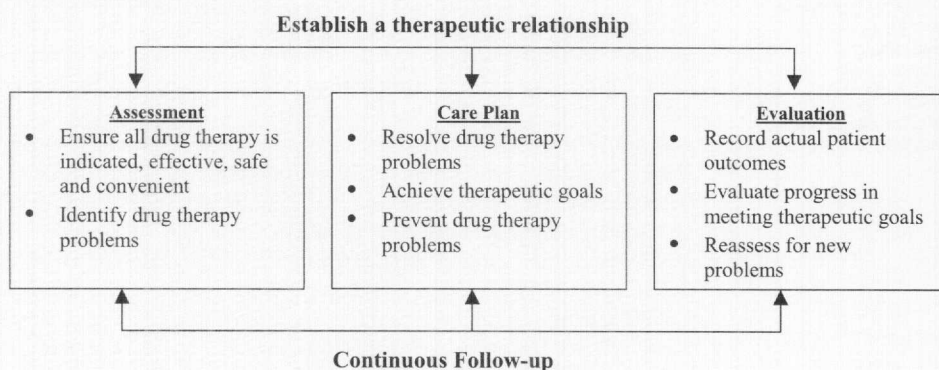 Establish a therapeutic relationship
Assessment
• Ensure all drug therapy is
indicated, effective, safe
and convenient
• Identify drug therapy
problems
Care Plan
• Resolve drug therapy
problems
• Achieve therapeutic goals
• Prevent drug therapy
problems
Evaluation
• Record actual patient
outcomes
• Evaluate progress in
meeting therapeutic goals
• Reassess for new
problems
Continuous Follow-up